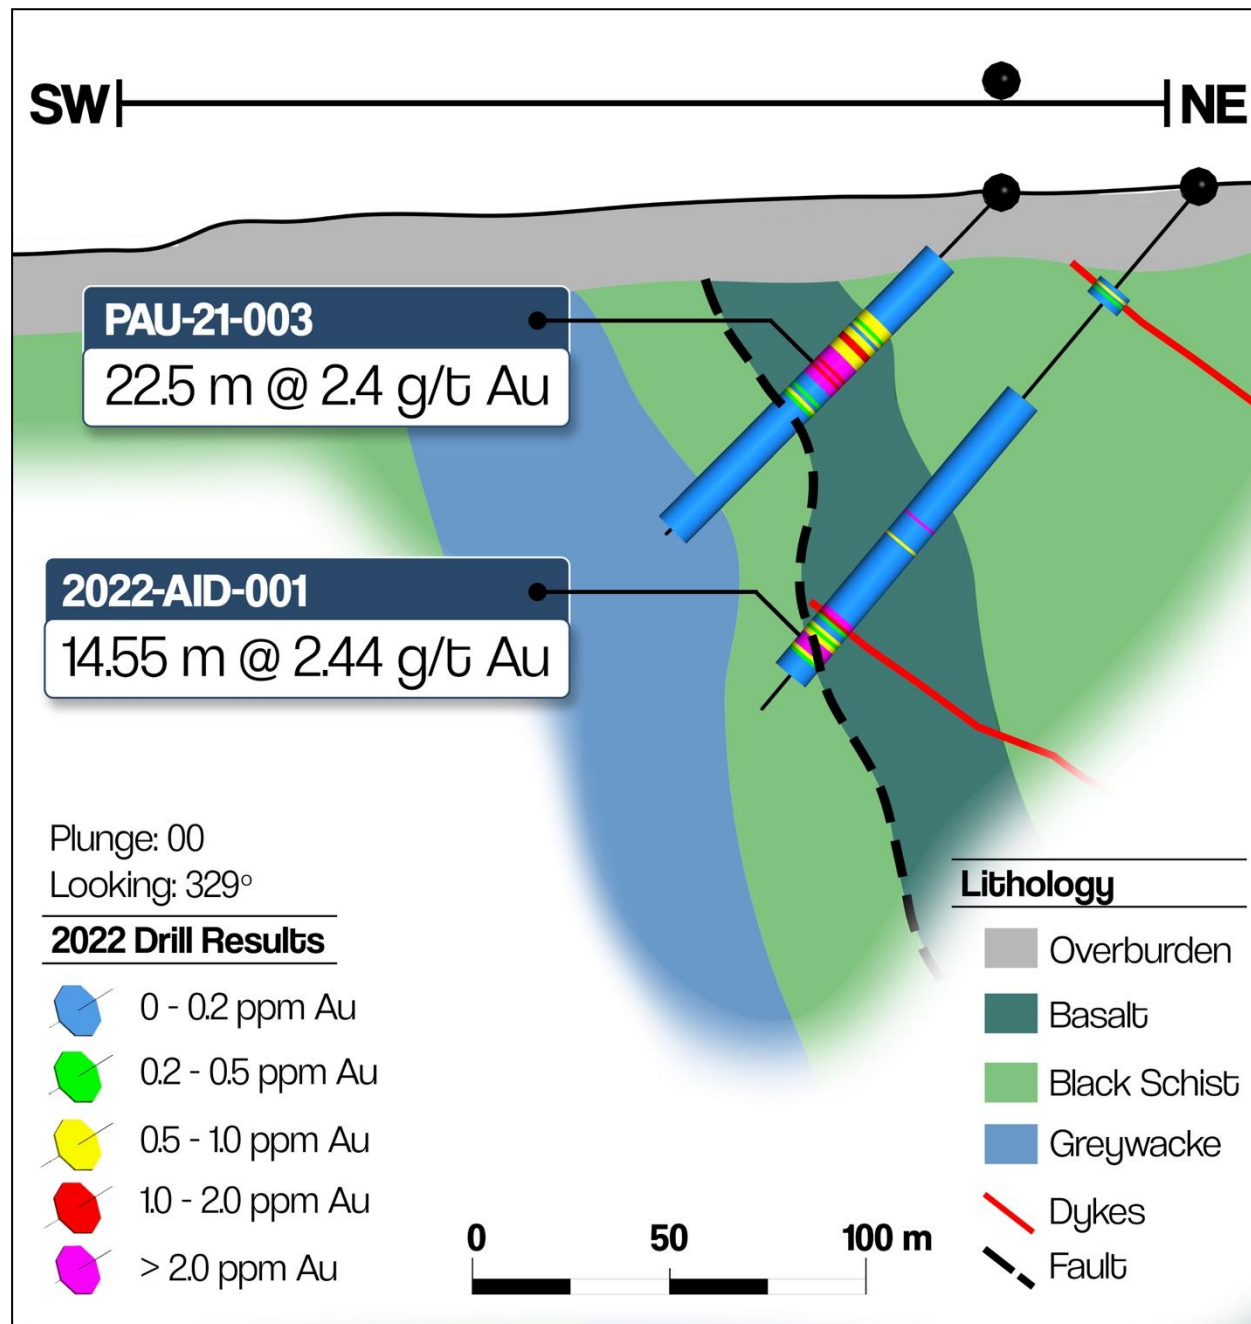 SW
NE
PAU-21-003
22.5 m @ 2.4 g/t Au
2022-AID-001
14.55 m @ 2.44 g/t Au
Plunge: 00
Looking: 329°
2022 Drill Results
0 - 0.2 ppm Au
0.2 - 0.5 ppm Au
0.5 - 1.0 ppm Au
1.0 - 2.0 ppm Au
> 2.0 ppm Au
0 50 100 m
Lithology
Overburden
Basalt
Black Schist
Greywacke
Dykes
Fault